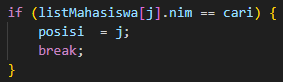 if (listMahasiswa[j].nim == cari) {
    posisi  = j;
    break;
}